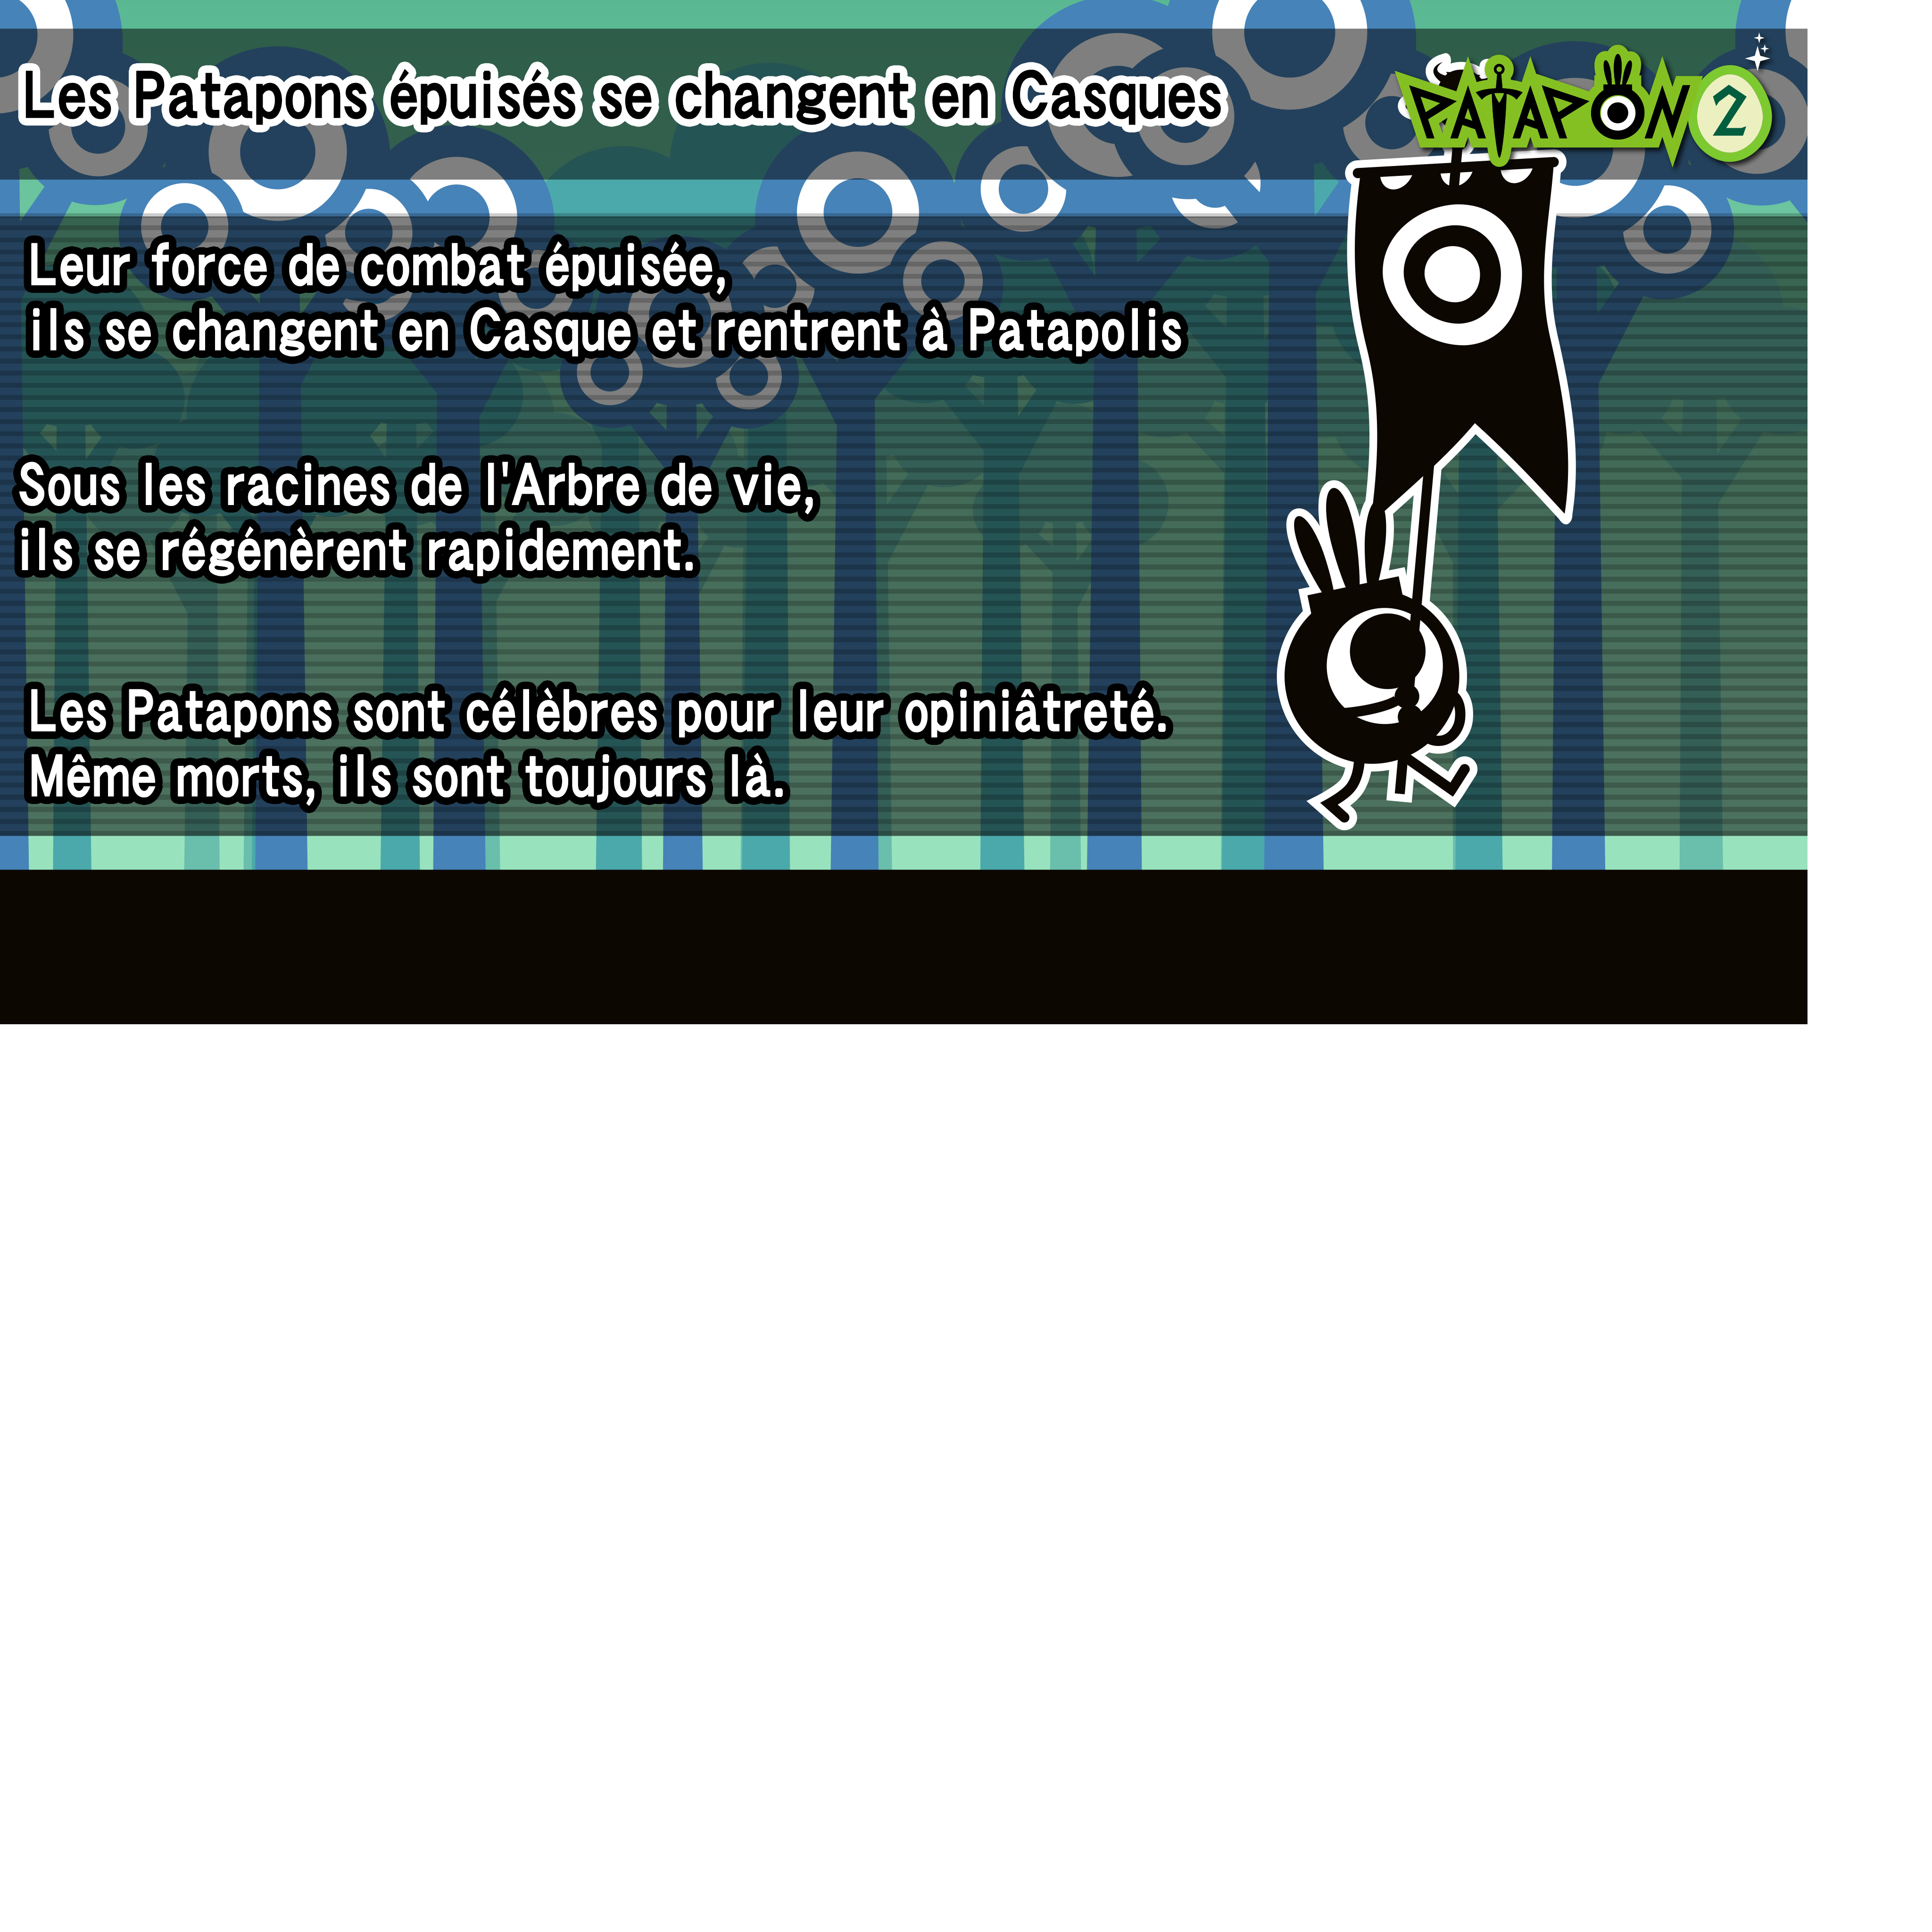 Les Patapons épuisés se changent en Casques
PATAPON 2
Leur force de combat épuisée,
ils se changent en Casque et rentrent à Patapolis
Sous les racines de l'Arbre de vie,
ils se régénèrent rapidement.
Les Patapons sont célèbres pour leur opiniâtreté.
Même morts, ils sont toujours là.